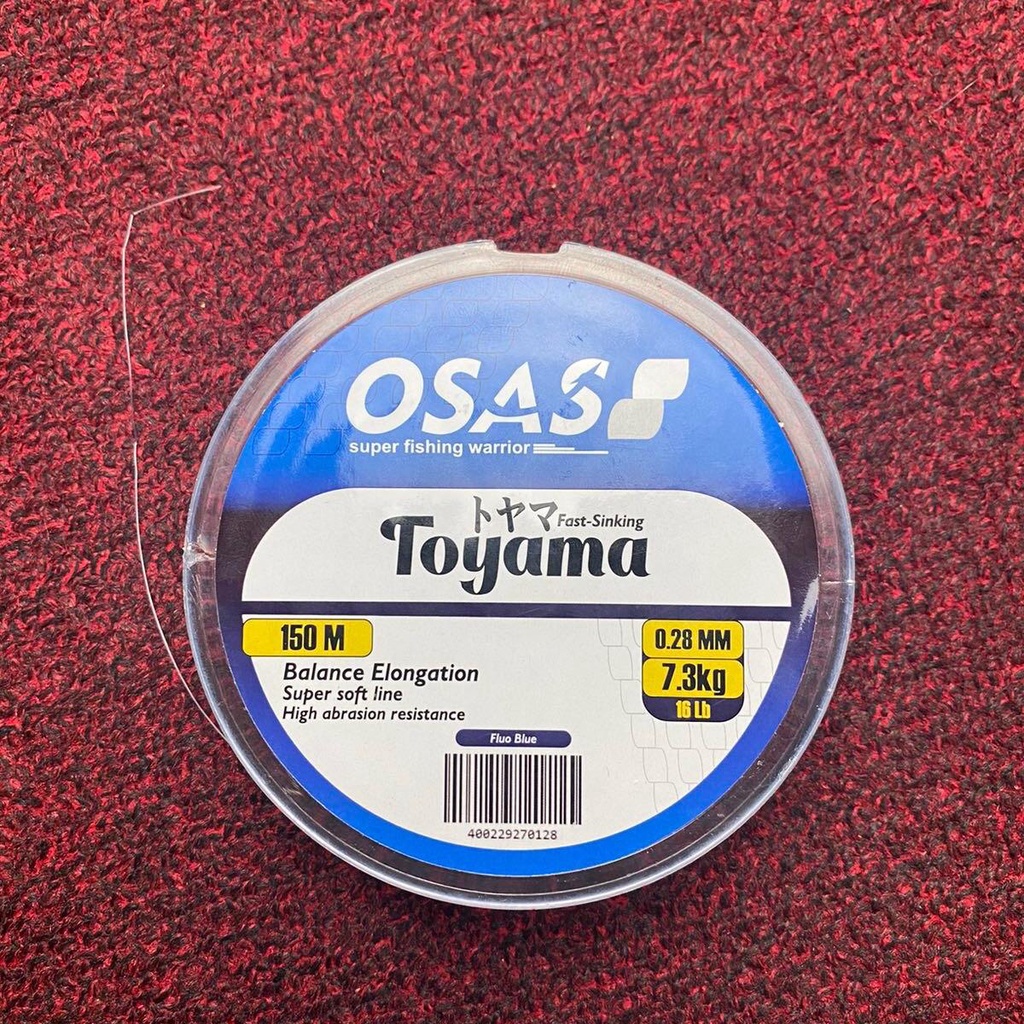 OSAS
super fishing warrior
トヤマ Fast-Sinking
Toyama
150 M
Balance Elongation
Super soft line
High abrasion resistance
0.28 MM
7.3kg
16 Lb
Fluo Blue
400229270128